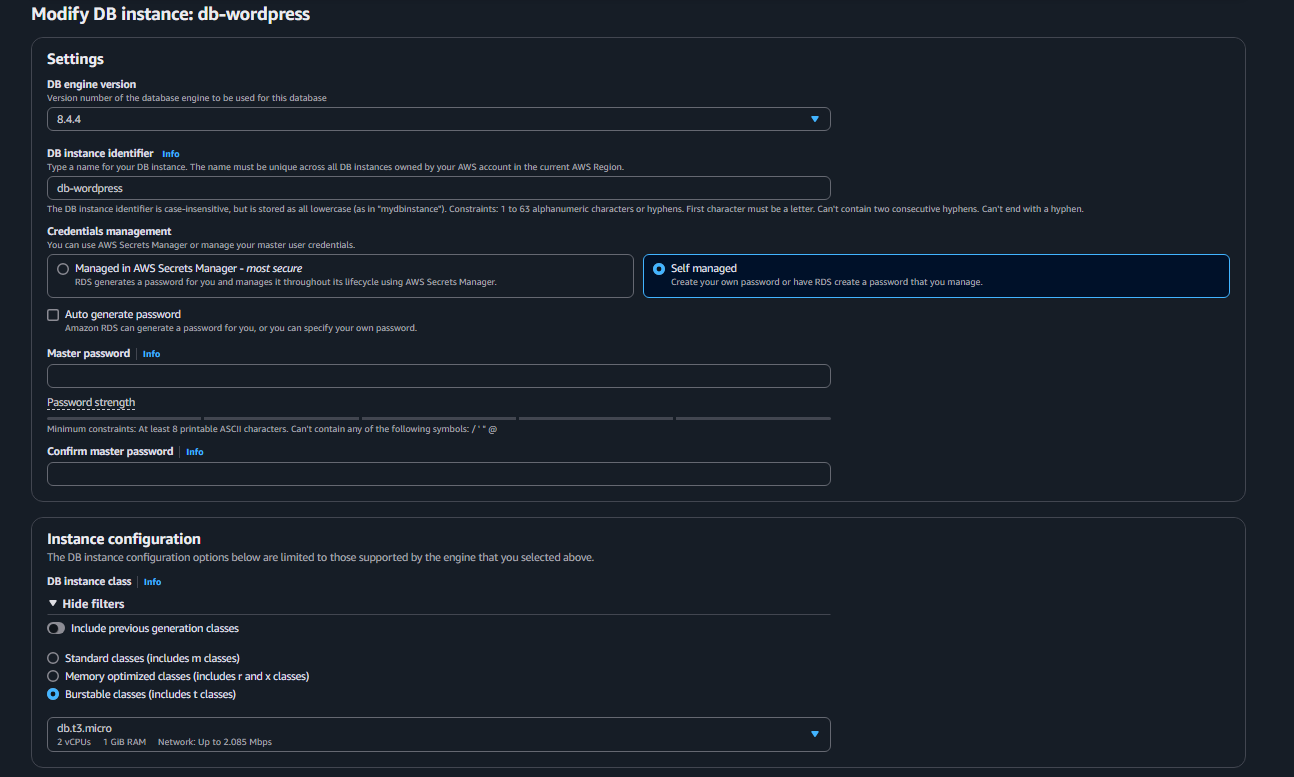 Modify DB instance: db-wordpress
Settings
DB engine version
Version number of the database engine to be used for this database
8.4.4
DB instance identifier Info
Type a name for your DB instance. The name must be unique across all DB instances owned by your AWS account in the current AWS Region.
db-wordpress
The DB instance identifier is case-insensitive, but is stored as all lowercase (as in "mydbinstance"). Constraints: 1 to 63 alphanumeric characters or hyphens. First character must be a letter. Can't contain two consecutive hyphens. Can't end with a hyphen.
Credentials management
You can use AWS Secrets Manager or manage your master user credentials.
Managed in AWS Secrets Manager - most secure
RDS generates a password for you and manages it throughout its lifecycle using AWS Secrets Manager.
Self managed
Create your own password or have RDS create a password that you manage.
Auto generate password
Amazon RDS can generate a password for you, or you can specify your own password.
Master password Info
Password strength
Minimum constraints: At least 8 printable ASCII characters. Can't contain any of the following symbols: / ' " @
Confirm master password Info
Instance configuration
The DB instance configuration options below are limited to those supported by the engine that you selected above.
DB instance class Info
Hide filters
Include previous generation classes
Standard classes (includes m classes)
Memory optimized classes (includes r and x classes)
Burstable classes (includes t classes)
db.t3.micro
2 vCPUs 1 GiB RAM Network: Up to 2.085 Mbps